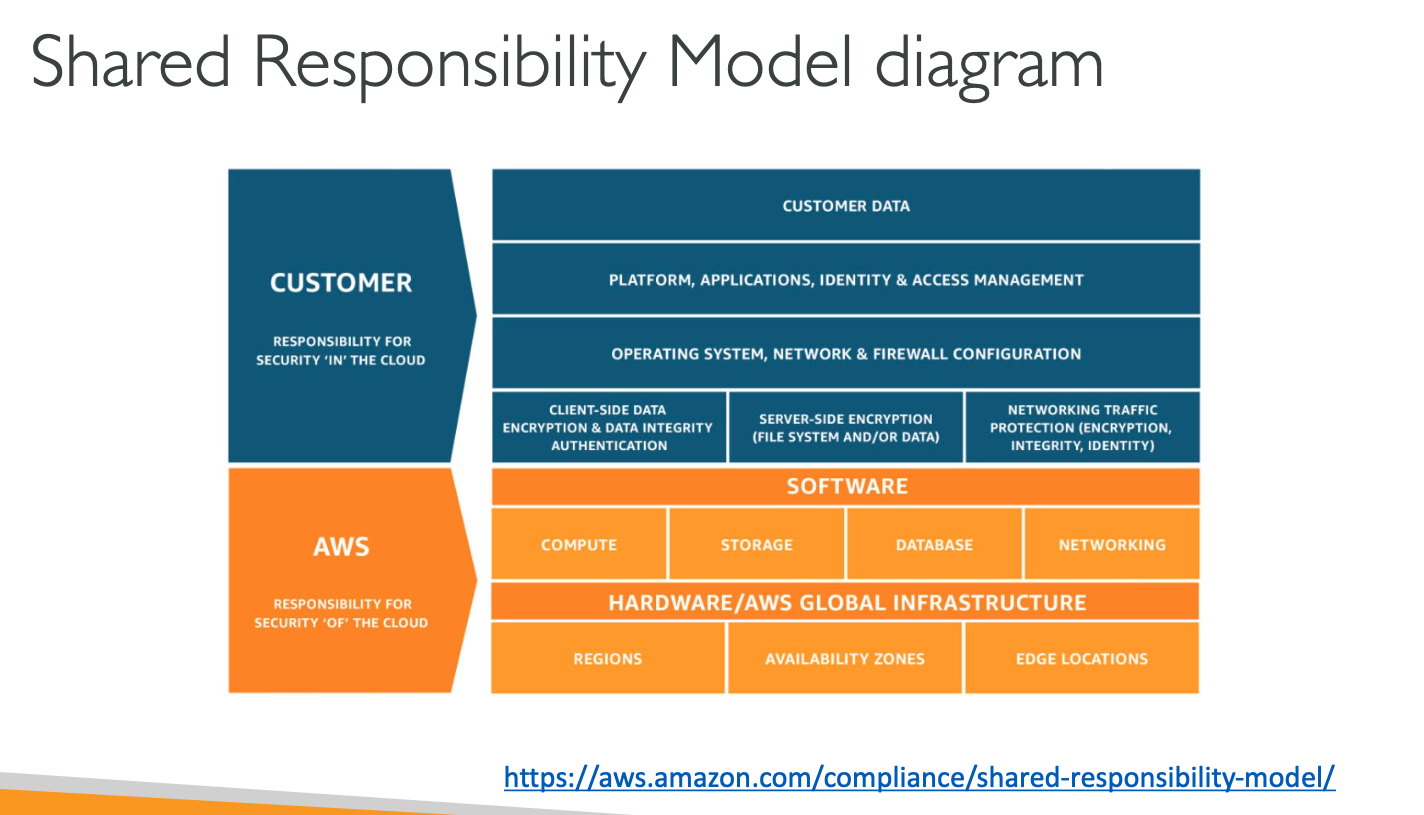 Shared Responsibility Model diagram
CUSTOMER
RESPONSIBILITY FOR
SECURITY ‘IN’ THE CLOUD
CUSTOMER DATA
PLATFORM, APPLICATIONS, IDENTITY & ACCESS MANAGEMENT
OPERATING SYSTEM, NETWORK & FIREWALL CONFIGURATION
CLIENT-SIDE DATA
ENCRYPTION & DATA INTEGRITY
AUTHENTICATION
SERVER-SIDE ENCRYPTION
(FILE SYSTEM AND/OR DATA)
NETWORKING TRAFFIC
PROTECTION (ENCRYPTION,
INTEGRITY, IDENTITY)
AWS
RESPONSIBILITY FOR
SECURITY ‘OF’ THE CLOUD
SOFTWARE
COMPUTE
STORAGE
DATABASE
NETWORKING
HARDWARE/AWS GLOBAL INFRASTRUCTURE
REGIONS
AVAILABILITY ZONES
EDGE LOCATIONS
https://aws.amazon.com/compliance/shared-responsibility-model/